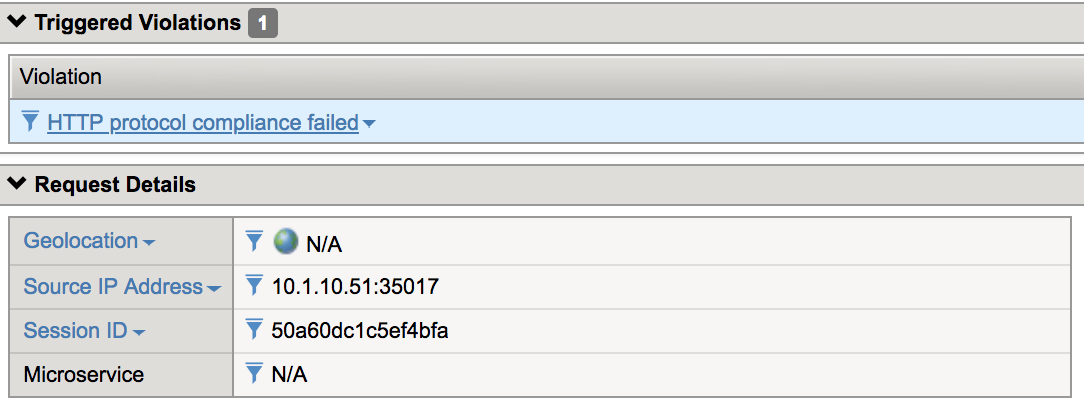 Triggered Violations 1
Violation
HTTP protocol compliance failed
Request Details
Geolocation N/A
Source IP Address 10.1.10.51:35017
Session ID 50a60dc1c5ef4bfa
Microservice N/A